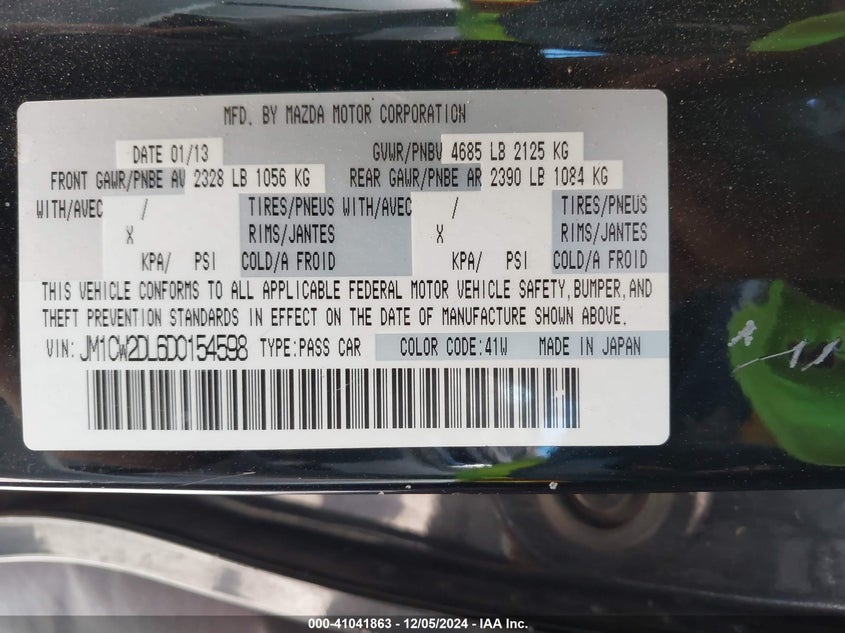 MFD. BY MAZDA MOTOR CORPORATION
DATE 01/13 GVWR/PNBV 4685 LB 2125 KG
FRONT GAWR/PNBE AV 2328 LB 1056 KG REAR GAWR/PNBE AR 2390 LB 1084 KG
WITH/AVEC / TIRES/PNEUS WITH/AVEC / TIRES/PNEUS
X RIMS/JANTES X RIMS/JANTES
KPA/ PSI COLD/A FROID KPA/ PSI COLD/A FROID
THIS VEHICLE CONFORMS TO ALL APPLICABLE FEDERAL MOTOR VEHICLE SAFETY,BUMPER,AND
THEFT PREVENTION STANDARDS IN EFFECT ON THE DATE OF MANUFACTURE SHOWN ABOVE.
VIN: JM1CW2DL6D0154598 TYPE:PASS CAR COLOR CODE:41W MADE IN JAPAN
000-41041863 - 12/05/2024 - IAA Inc.